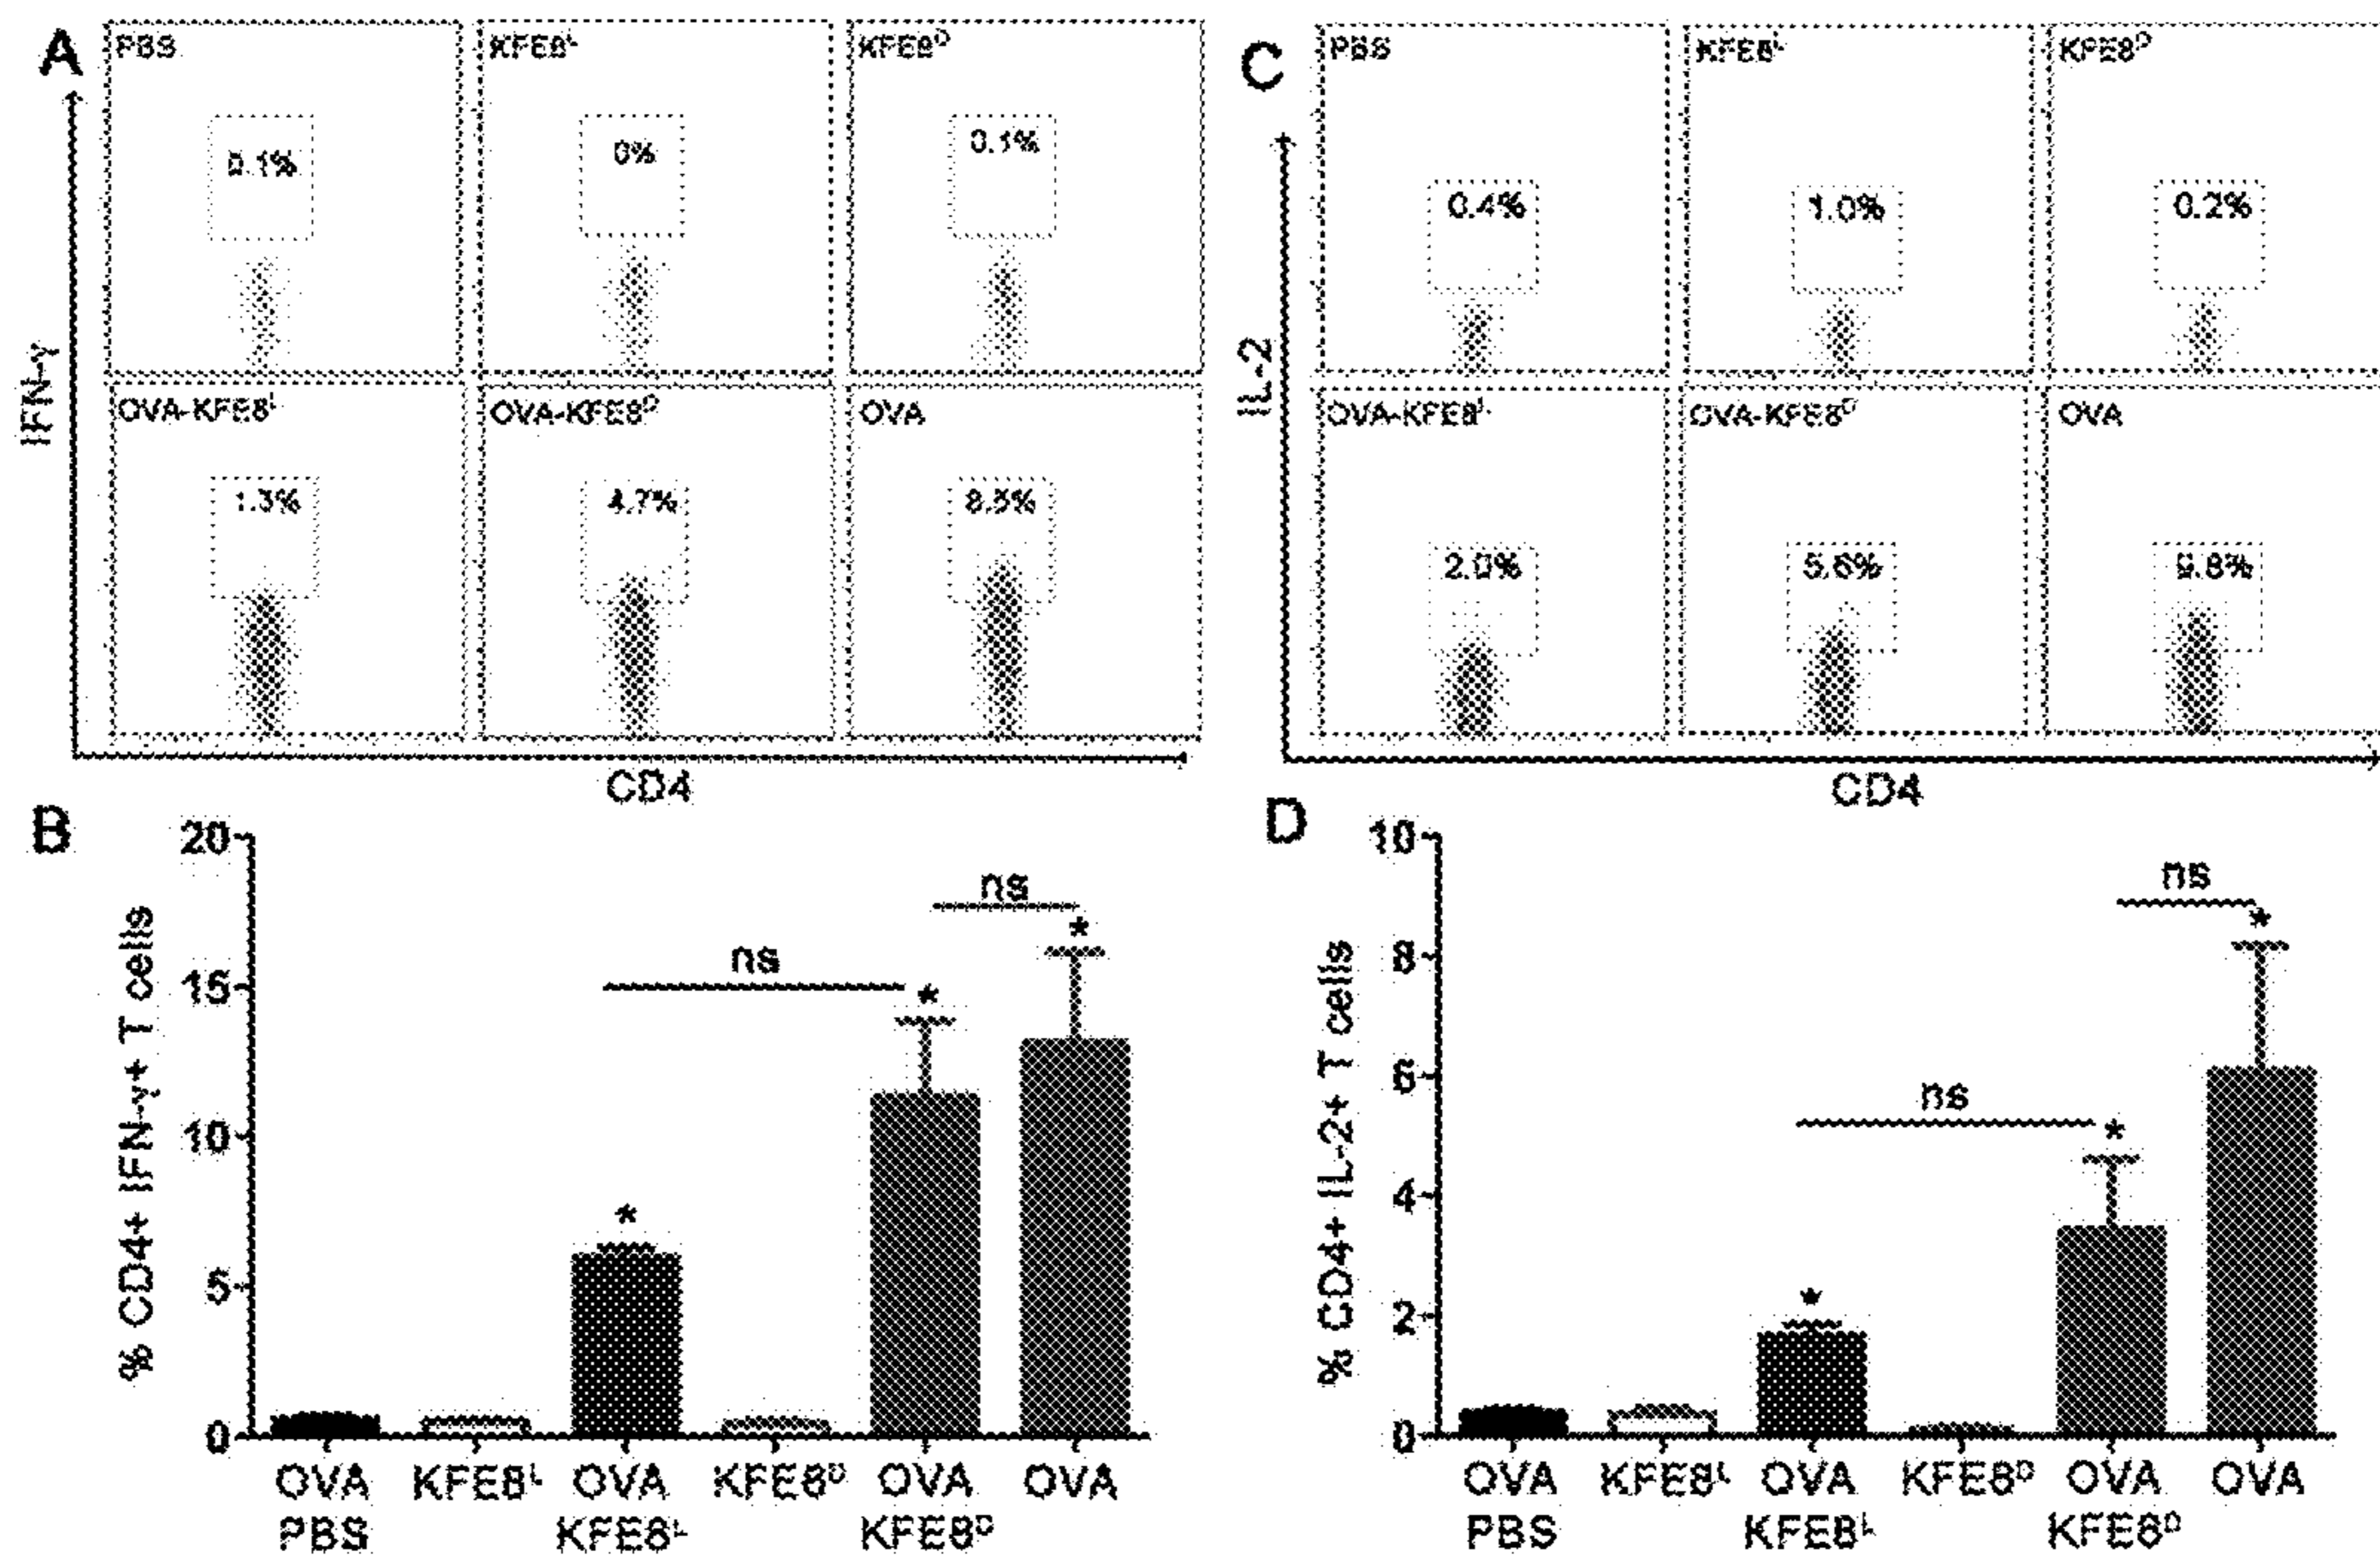 A
PBS
KFE8ᴸ
KFE8ᴰ
0.1%
0%
0.1%
OVA-KFE8ᴸ
OVA-KFE8ᴰ
OVA
1.3%
4.7%
8.5%
IFN-γ
CD4
C
PBS
KFE8ᴸ
KFE8ᴰ
0.4%
1.0%
0.2%
OVA-KFE8ᴸ
OVA-KFE8ᴰ
OVA
2.0%
5.6%
9.8%
IL-2
CD4
B
% CD4+ IFN-γ+ T cells
20
15
10
5
0
ns
ns
*
*
*
OVA PBS
KFE8ᴸ
OVA KFE8ᴸ
KFE8ᴰ
OVA KFE8ᴰ
OVA
D
% CD4+ IL-2+ T cells
10
8
6
4
2
0
ns
ns
*
*
*
OVA PBS
KFE8ᴸ
OVA KFE8ᴸ
KFE8ᴰ
OVA KFE8ᴰ
OVA